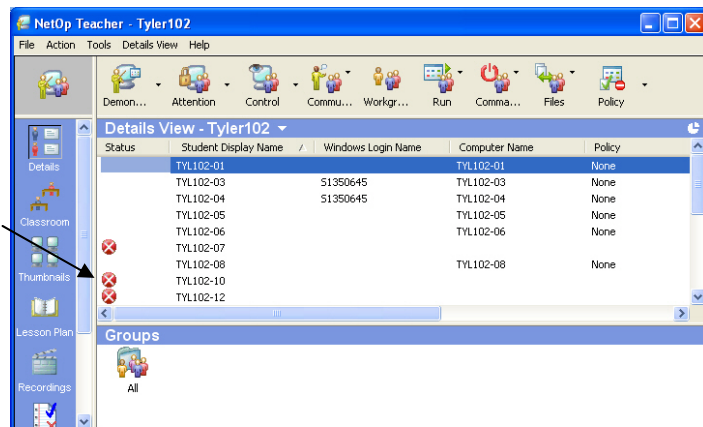 NetOp Teacher - Tyler102
File Action Tools Details View Help
Demon... Attention Control Commu... Workgr... Run Comma... Files Policy
Details View - Tyler102
Status Student Display Name Windows Login Name Computer Name Policy
TYL102-01 TYL102-01 None
TYL102-03 S1350645 TYL102-03 None
TYL102-04 S1350645 TYL102-04 None
TYL102-05 TYL102-05 None
TYL102-06 TYL102-06 None
TYL102-07
TYL102-08 TYL102-08 None
TYL102-10
TYL102-12
Details
Classroom
Thumbnails
Lesson Plan
Recordings
Groups
All